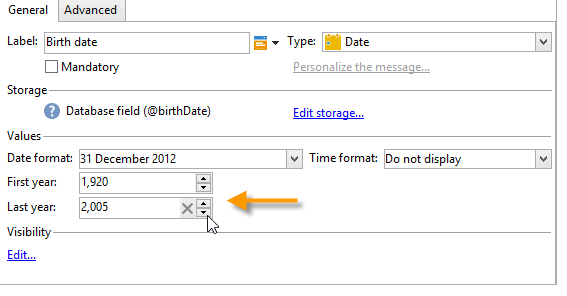 General Advanced
Label: Birth date Type: Date
Mandatory Personalize the message...
Storage
Database field (@birthDate) Edit storage...
Values
Date format: 31 December 2012 Time format: Do not display
First year: 1,920
Last year: 2,005
Visibility
Edit...